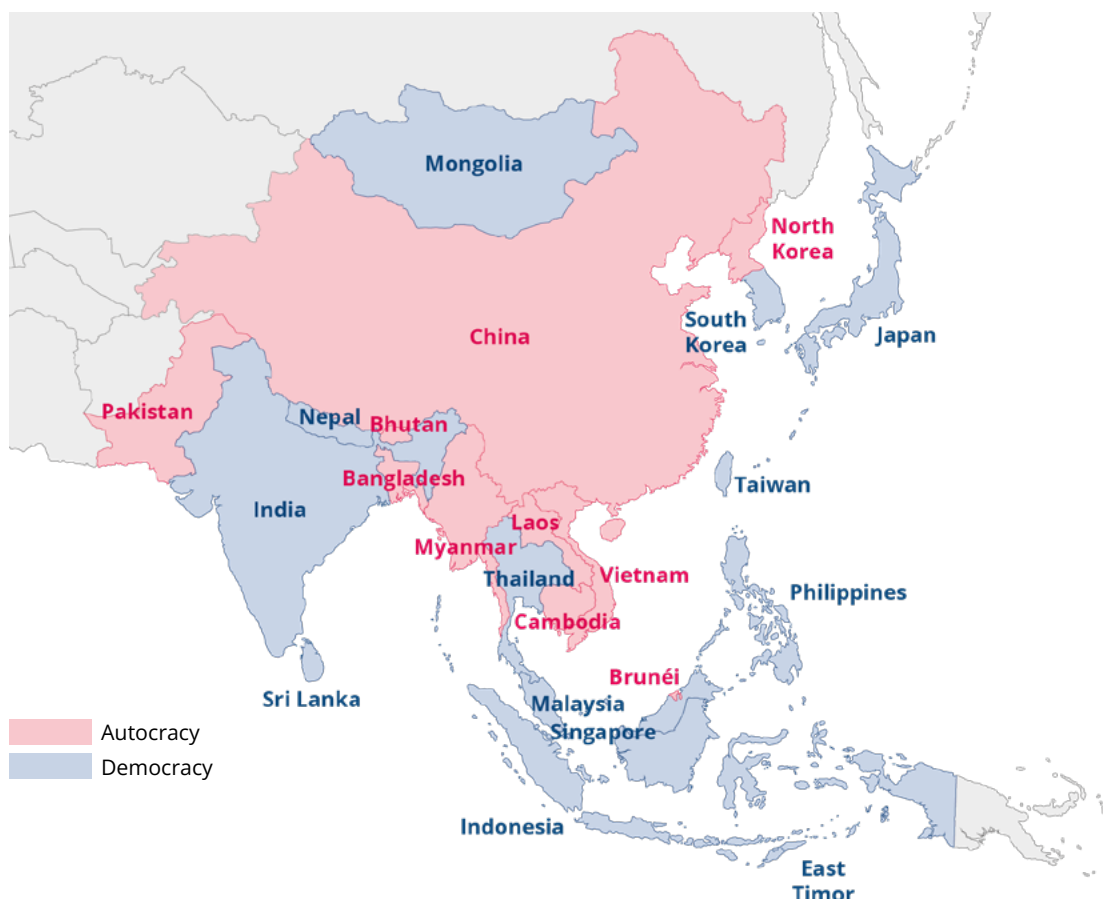 Mongolia
North
Korea
China
South
Korea
Japan
Pakistan
Nepal
Bhutan
Bangladesh
India
Taiwan
Laos
Myanmar
Thailand
Vietnam
Philippines
Cambodia
Brunéi
Sri Lanka
Malaysia
Singapore
Autocracy
Democracy
Indonesia
East
Timor